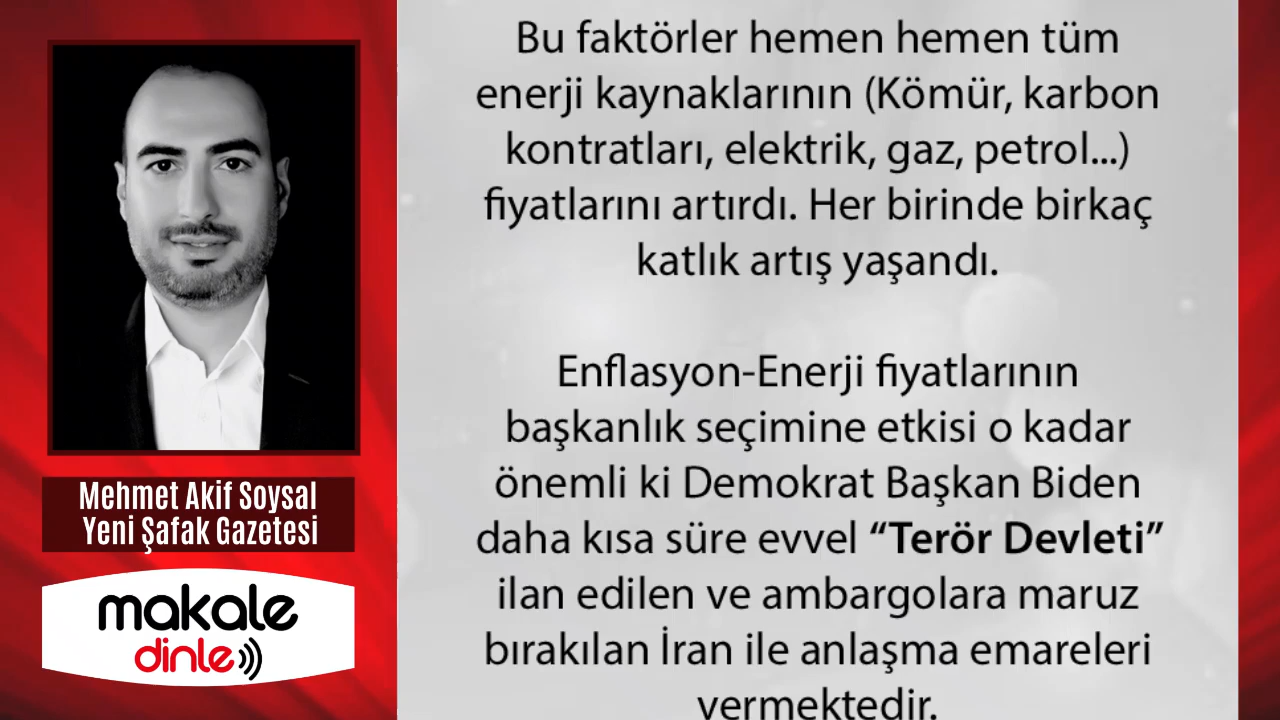 Bu faktörler hemen hemen tüm
enerji kaynaklarının (Kömür, karbon
kontratları, elektrik, gaz, petrol...)
fiyatlarını artırdı. Her birinde birkaç
katlık artış yaşandı.
Enflasyon-Enerji fiyatlarının
başkanlık seçimine etkisi o kadar
önemli ki Demokrat Başkan Biden
daha kısa süre evvel “Terör Devleti”
ilan edilen ve ambargolara maruz
bırakılan İran ile anlaşma emareleri
vermektedir.
Mehmet Akif Soysal
Yeni Şafak Gazetesi
makale
dinle